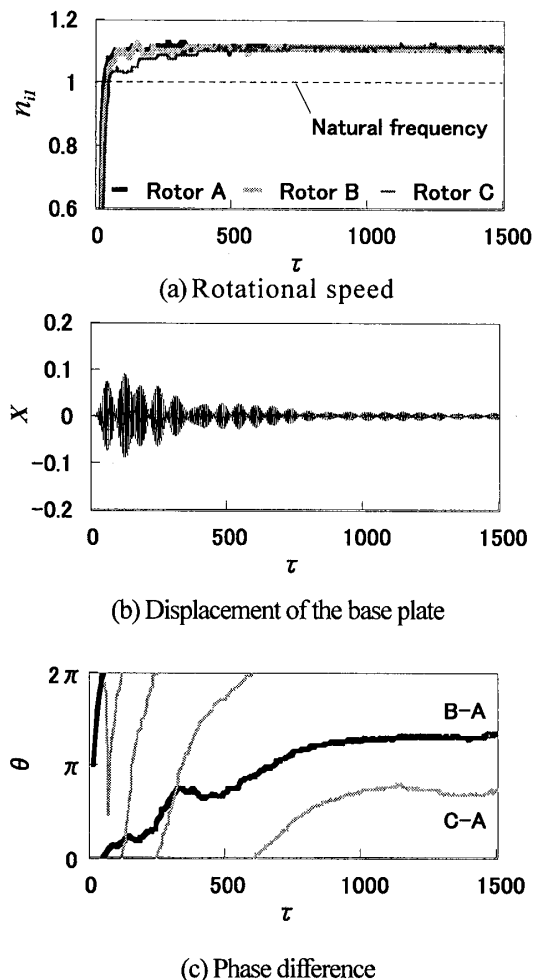 1.2
1
0.8
0.6
n_{i1}
Natural frequency
Rotor A Rotor B Rotor C
0 500 1000 1500
τ
(a) Rotational speed
0.2
0.1
0
-0.1
-0.2
X
0 500 1000 1500
τ
(b) Displacement of the base plate
2π
π
0
θ
B-A
C-A
0 500 1000 1500
τ
(c) Phase difference